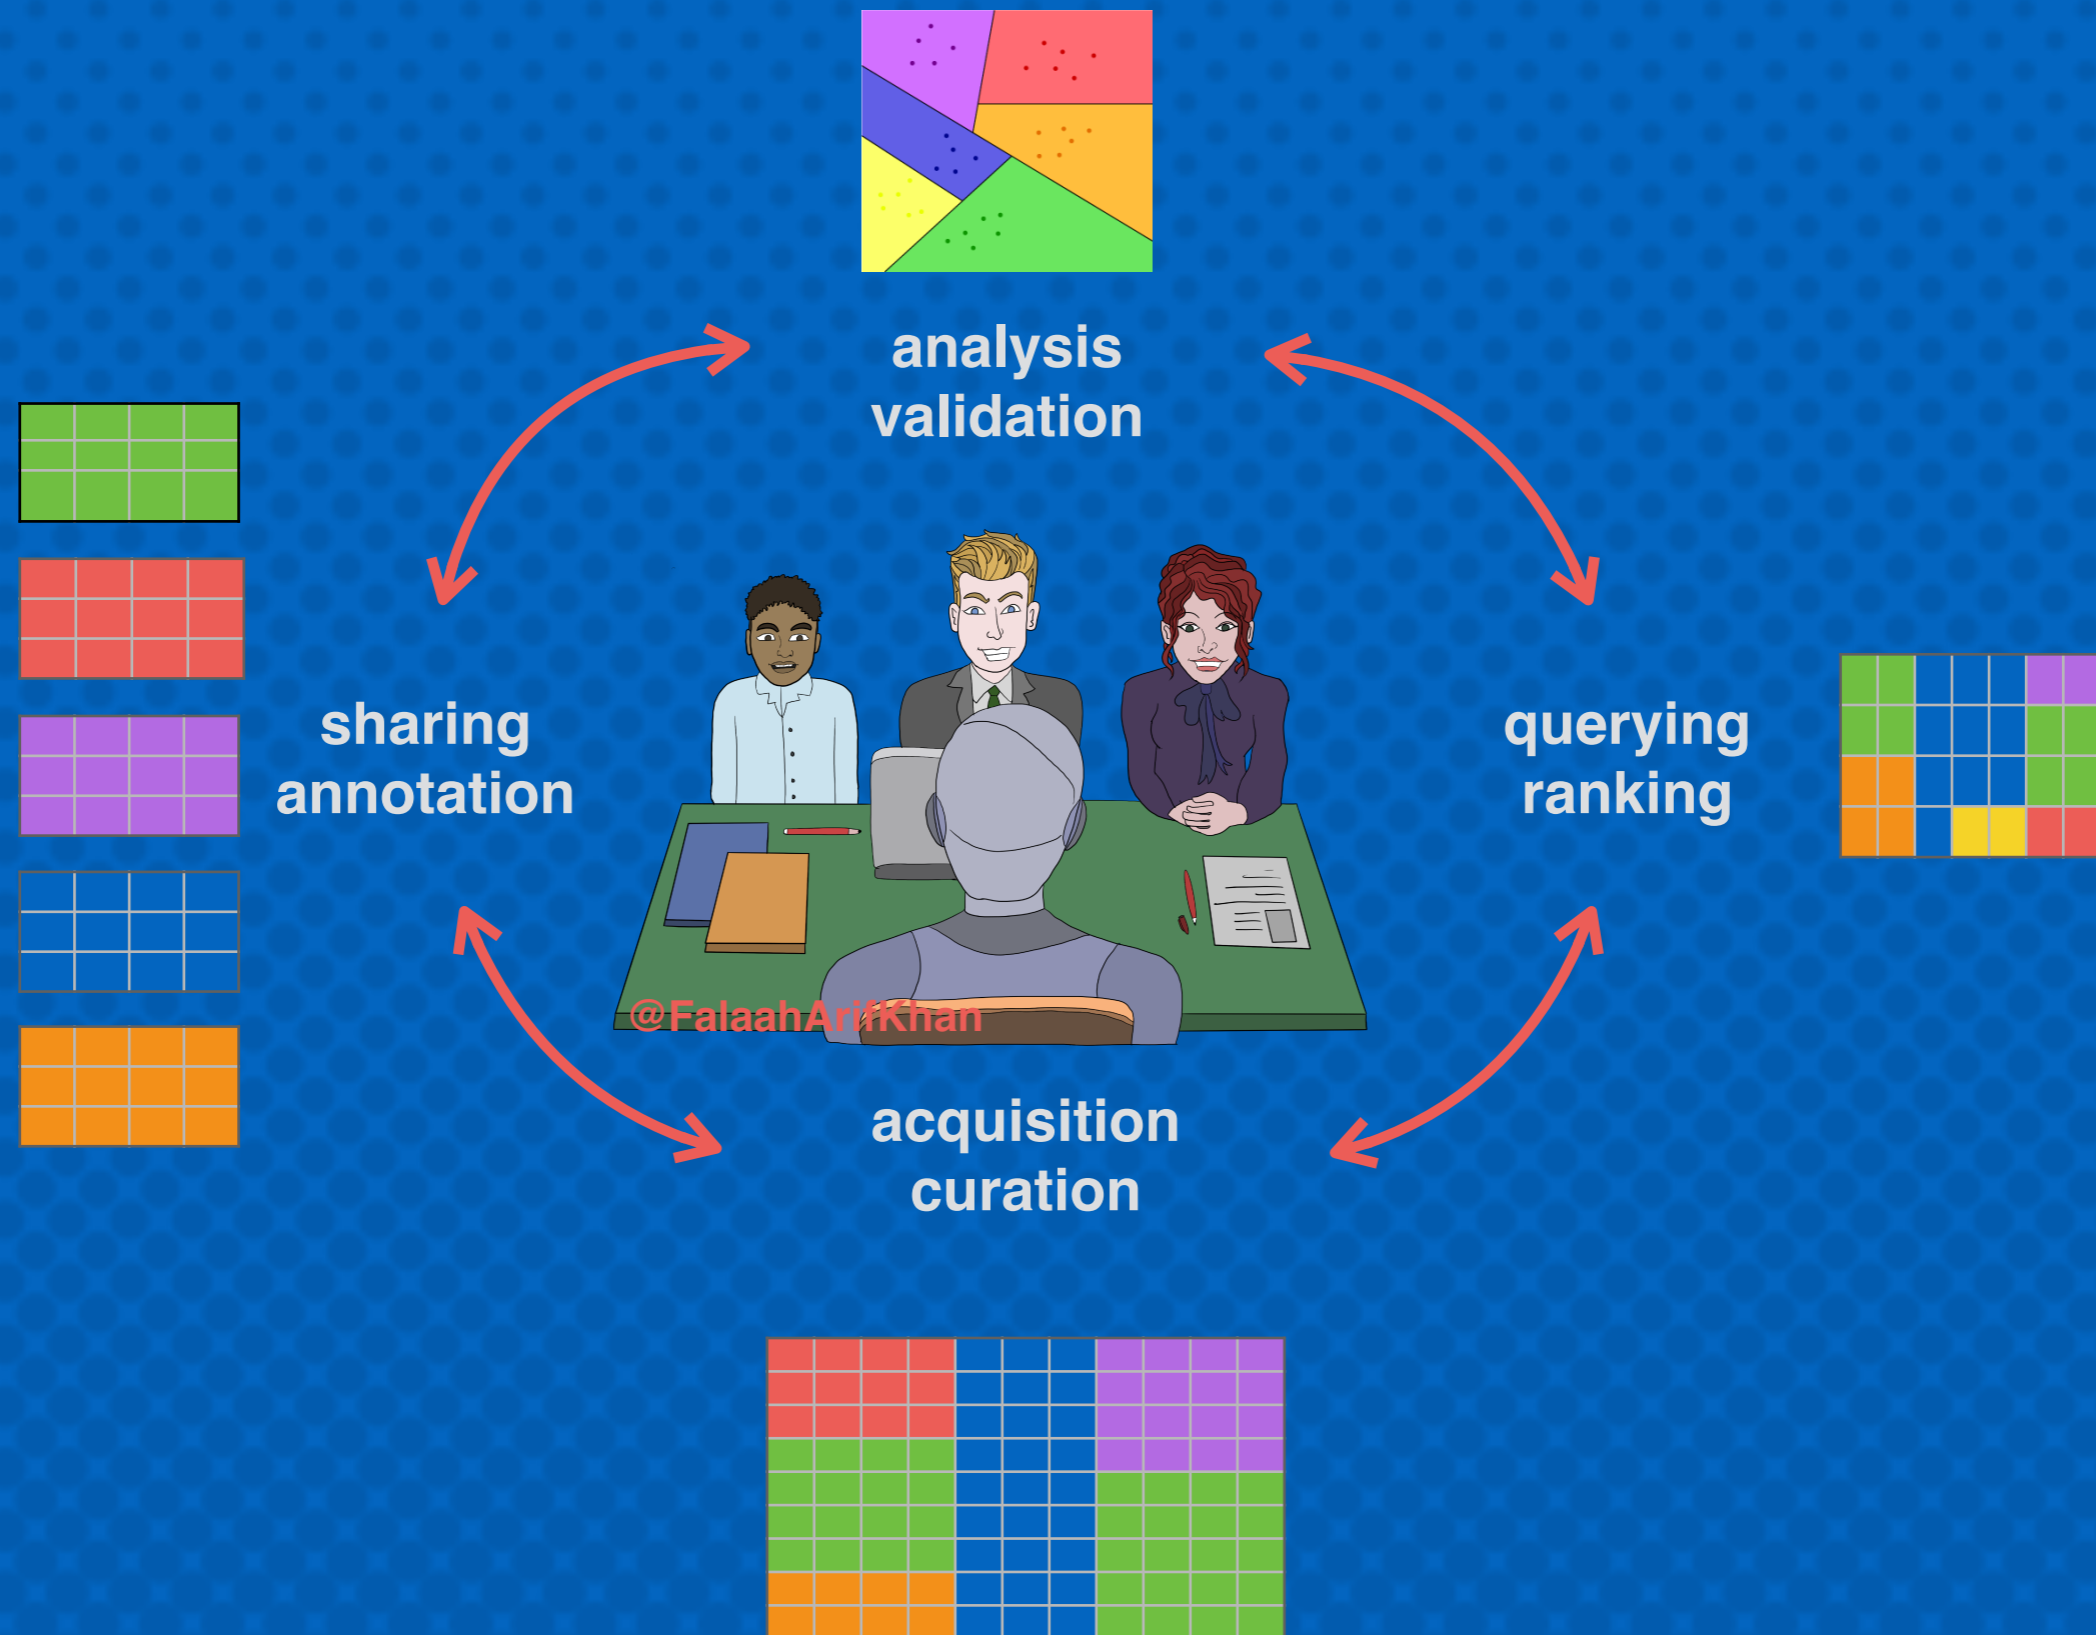 analysis
validation
sharing
annotation
querying
ranking
@FalaahArifKhan
acquisition
curation